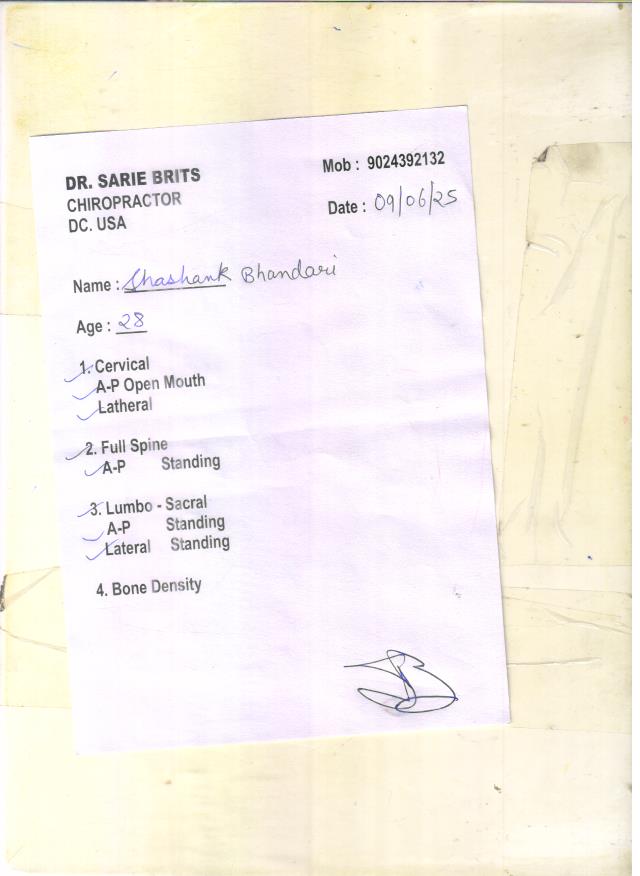 DR. SARIE BRITS
CHIROPRACTOR
DC. USA
Mob : 9024392132
Date : 09/06/25
Name : Shashank Bhandari
Age : 28
1. Cervical
A-P Open Mouth
Latheral
2. Full Spine
A-P Standing
3. Lumbo - Sacral
A-P Standing
Lateral Standing
4. Bone Density